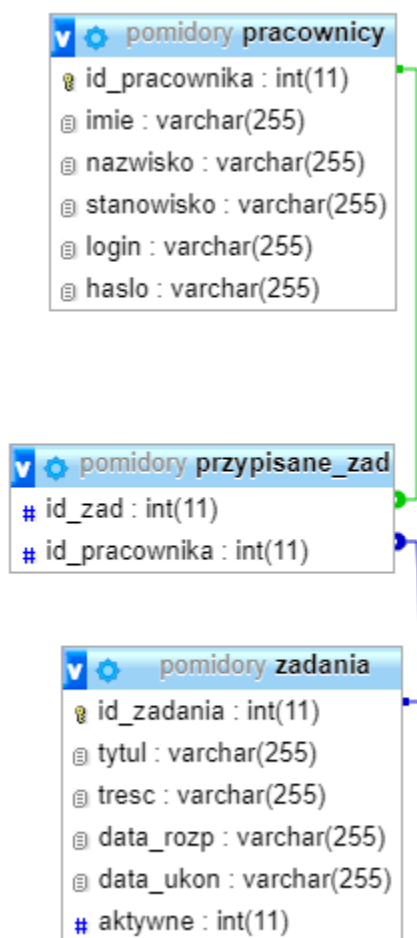 pomidory pracownicy
id_pracownika : int(11)
imie : varchar(255)
nazwisko : varchar(255)
stanowisko : varchar(255)
login : varchar(255)
haslo : varchar(255)
pomidory przypisane_zad
# id_zad : int(11)
# id_pracownika : int(11)
pomidory zadania
id_zadania : int(11)
tytul : varchar(255)
tresc : varchar(255)
data_rozp : varchar(255)
data_ukon : varchar(255)
# aktywne : int(11)